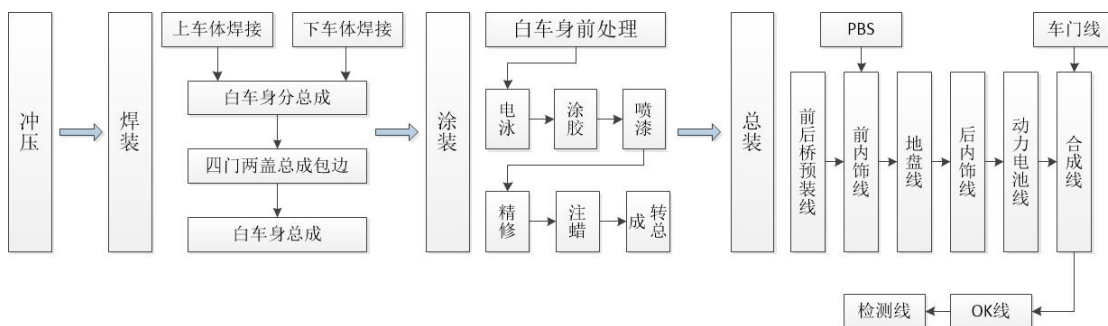 冲压
焊装
上车体焊接
下车体焊接
白车身分总成
四门两盖总成包边
白车身总成
涂装
白车身前处理
电泳
涂胶
喷漆
精修
注蜡
转总成
总装
PBS
车门线
前后桥预装线
前内饰线
地盘线
后内饰线
动力电池线
合成线
OK线
检测线